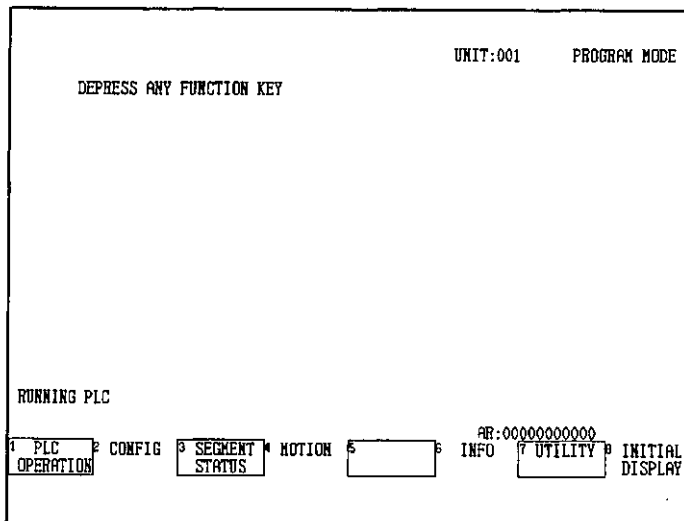 UNIT:001 PROGRAM MODE
DEPRESS ANY FUNCTION KEY
RUNNING PLC
AR:00000000000
1 PLC OPERATION
2 CONFIG
3 SEGMENT STATUS
4 MOTION
5
6 INFO
7 UTILITY
8 INITIAL DISPLAY